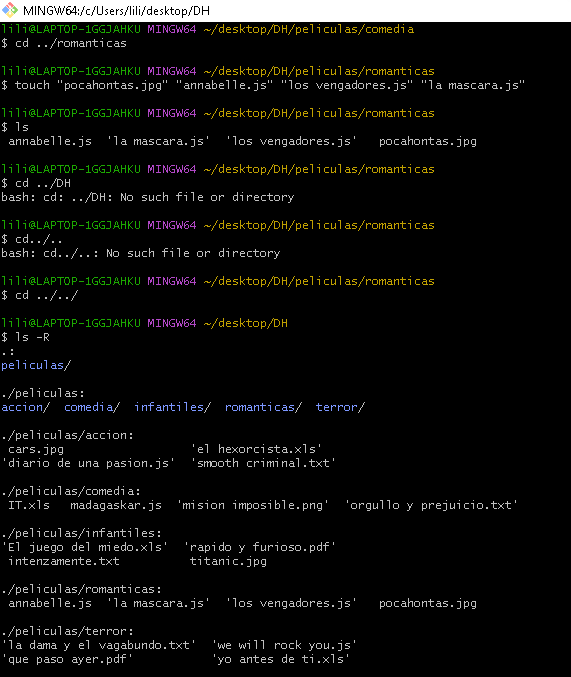 MINGW64:/c/Users/lili/desktop/DH
lili@LAPTOP-1GGJAHKU MINGW64 ~/desktop/DH/peliculas/comedia
$ cd ../romanticas
lili@LAPTOP-1GGJAHKU MINGW64 ~/desktop/DH/peliculas/romanticas
$ touch "pocahontas.jpg" "annabelle.js" "los vengadores.js" "la mascara.js"
lili@LAPTOP-1GGJAHKU MINGW64 ~/desktop/DH/peliculas/romanticas
$ ls
annabelle.js  'la mascara.js'  'los vengadores.js'   pocahontas.jpg
lili@LAPTOP-1GGJAHKU MINGW64 ~/desktop/DH/peliculas/romanticas
$ cd ../DH
bash: cd: ../DH: No such file or directory
lili@LAPTOP-1GGJAHKU MINGW64 ~/desktop/DH/peliculas/romanticas
$ cd../..
bash: cd../..: No such file or directory
lili@LAPTOP-1GGJAHKU MINGW64 ~/desktop/DH/peliculas/romanticas
$ cd ../../
lili@LAPTOP-1GGJAHKU MINGW64 ~/desktop/DH
$ ls -R
.:
peliculas/
./peliculas:
accion/  comedia/  infantiles/  romanticas/  terror/
./peliculas/accion:
cars.jpg                  'el hexorcista.xls'
'diario de una pasion.js'  'smooth criminal.txt'
./peliculas/comedia:
IT.xls   madagaskar.js  'mision imposible.png'  'orgullo y prejuicio.txt'
./peliculas/infantiles:
'El juego del miedo.xls'  'rapido y furioso.pdf'
intenzamente.txt          titanic.jpg
./peliculas/romanticas:
annabelle.js  'la mascara.js'  'los vengadores.js'   pocahontas.jpg
./peliculas/terror:
'la dama y el vagabundo.txt'  'we will rock you.js'
'que paso ayer.pdf'           'yo antes de ti.xls'